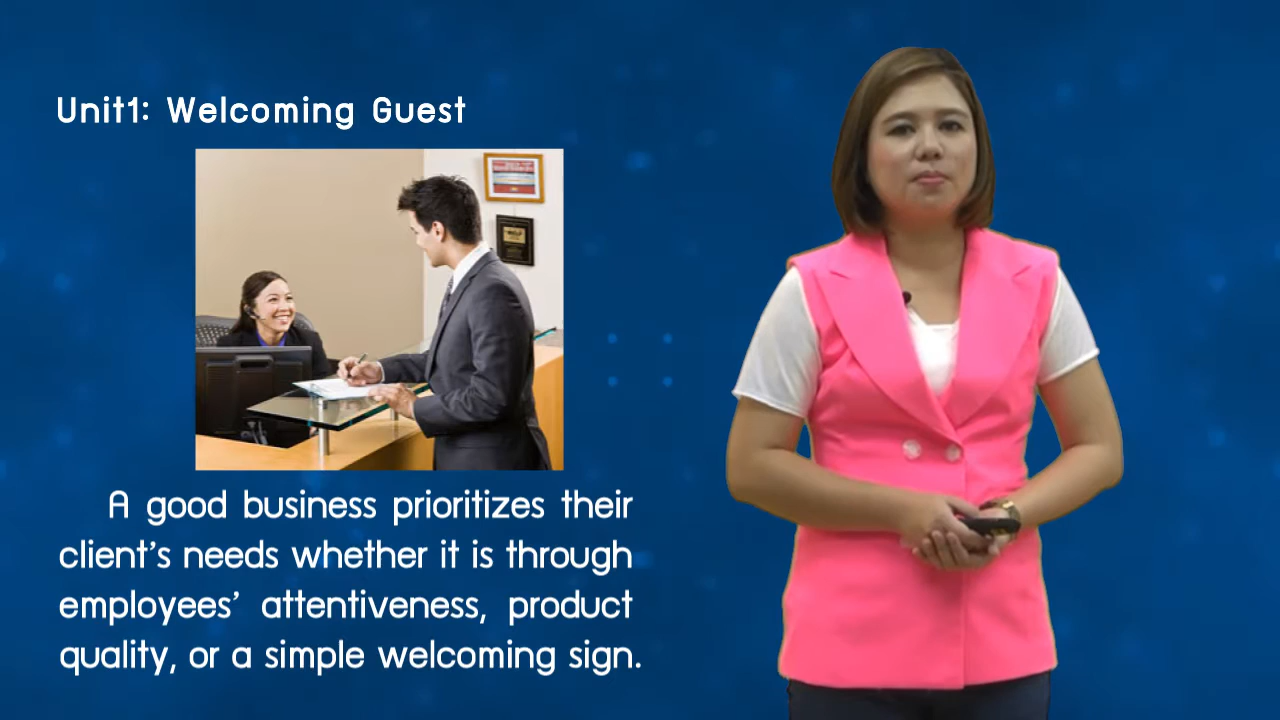 Unit1: Welcoming Guest
A good business prioritizes their
client's needs whether it is through
employees' attentiveness, product
quality, or a simple welcoming sign.